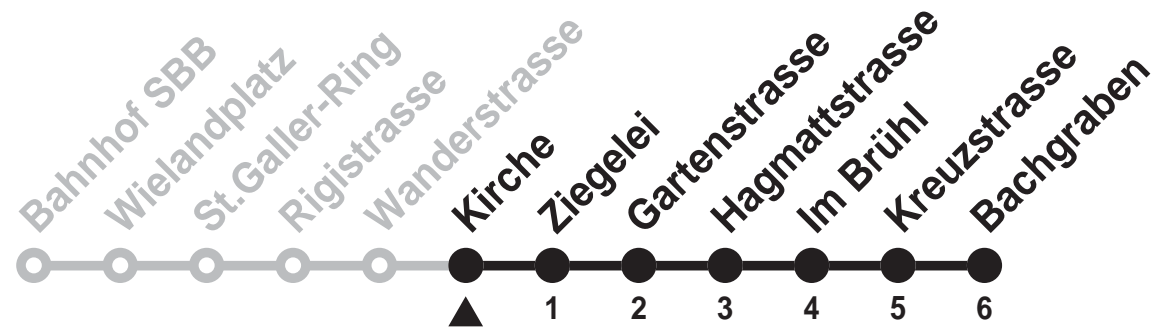 Bahnhof SBB
Wielandplatz
St.Galler-Ring
Rigistrasse
Wanderstrasse
Kirche
Ziegelei
Gartenstrasse
Hagmattstrasse
Im Brühl
Kreuzstrasse
Bachgraben
1 2 3 4 5 6